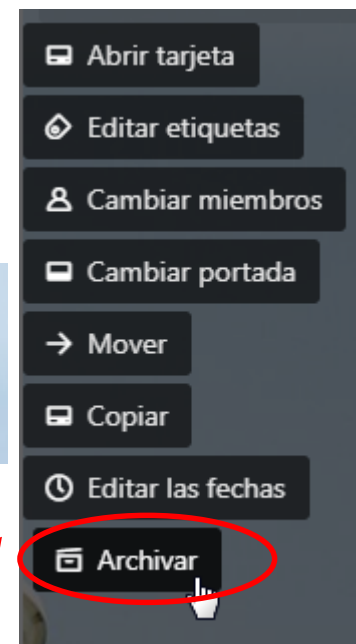 Abrir tarjeta
Editar etiquetas
Cambiar miembros
Cambiar portada
Mover
Copiar
Editar las fechas
Archivar